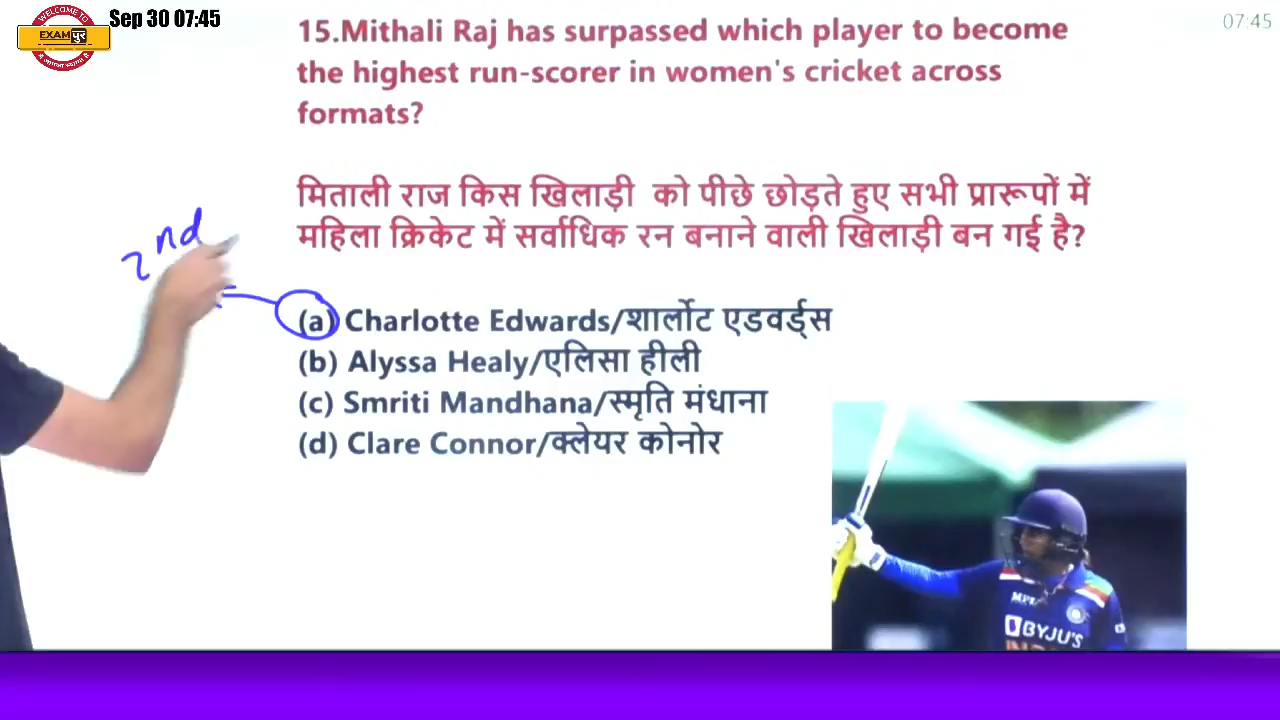 WELCOME TO
EXAMपुर
Sep 30 07:45
07:45
15.Mithali Raj has surpassed which player to become
the highest run-scorer in women's cricket across
formats?
मिताली राज किस खिलाड़ी को पीछे छोड़ते हुए सभी प्रारूपों में
महिला क्रिकेट में सर्वाधिक रन बनाने वाली खिलाड़ी बन गई है?
2nd
(a) Charlotte Edwards/शार्लोट एडवर्ड्स
(b) Alyssa Healy/एलिसा हीली
(c) Smriti Mandhana/स्मृति मंधाना
(d) Clare Connor/क्लेयर कोनोर
MPL
BYJU'S